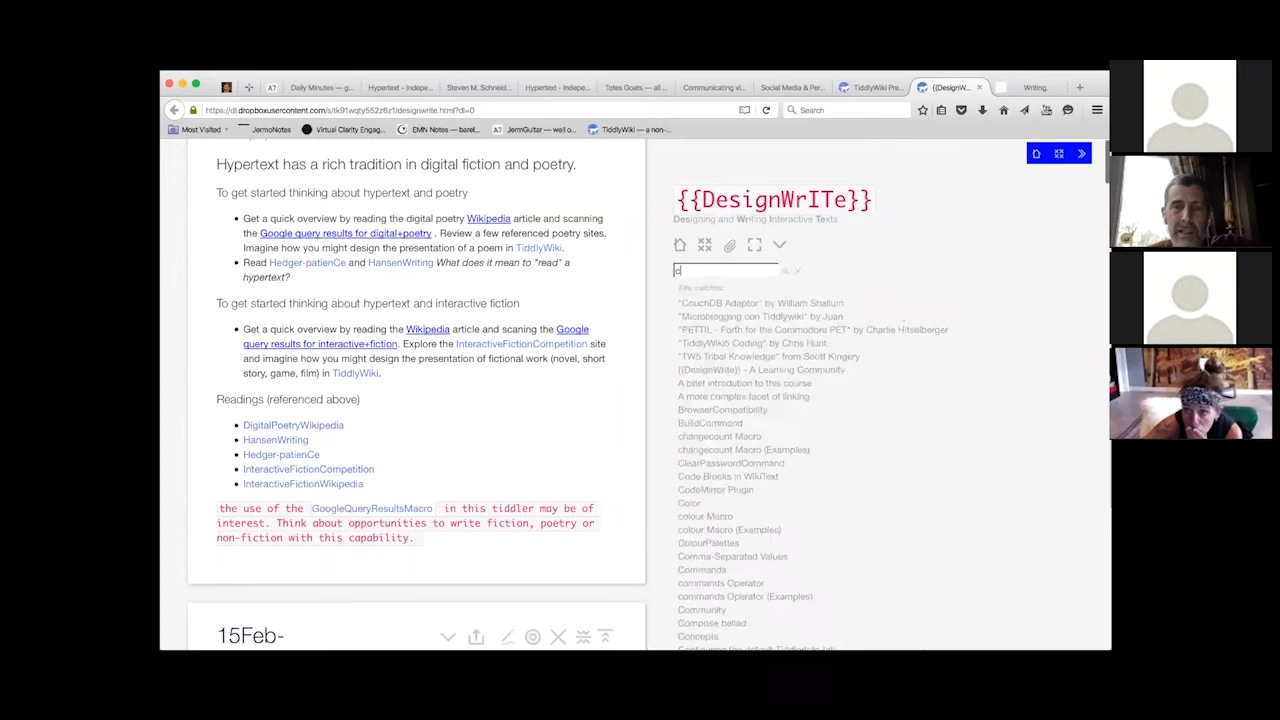 Daily Minutes — g...
Hypertext - Indepe...
Steven M. Schneid...
Hypertext - Indepe...
Totes Goats — all ...
Communicating vi...
Social Media & Per...
TiddlyWiki Pre...
{{DesignW...
Writing.
https://dl.dropboxusercontent.com/s/tk91wqty552z6z1/designwrite.html?dl=0
Search
Most Visited
JermoNotes
Virtual Clarity Engag...
EMN Notes — barel...
JermGuitar — wail o...
TiddlyWiki — a non-...
Hypertext has a rich tradition in digital fiction and poetry.
To get started thinking about hypertext and poetry
Get a quick overview by reading the digital poetry Wikipedia article and scanning
the Google query results for digital+poetry . Review a few referenced poetry sites.
Imagine how you might design the presentation of a poem in TiddlyWiki.
Read Hedger-patienCe and HansenWriting What does it mean to "read" a
hypertext?
To get started thinking about hypertext and interactive fiction
Get a quick overview by reading the Wikipedia article and scaning the Google
query results for interactive+fiction. Explore the InteractiveFictionCompetition site
and imagine how you might design the presentation of fictional work (novel, short
story, game, film) in TiddlyWiki.
Readings (referenced above)
DigitalPoetryWikipedia
HansenWriting
Hedger-patienCe
InteractiveFictionCompetition
InteractiveFictionWikipedia
the use of the GoogleQueryResultsMacro in this tiddler may be of
interest. Think about opportunities to write fiction, poetry or
non-fiction with this capability.
15Feb-
{{DesignWrITe}}
Designing and Writing Interactive Texts
c
Title matches:
"CouchDB Adaptor" by William Shallum
"Microblogging con Tiddlywiki" by Juan
"PETTIL - Forth for the Commodore PET" by Charlie Hitselberger
"TiddlyWiki5 Coding" by Chris Hunt
"TW5 Tribal Knowledge" from Scott Kingery
{{DesignWrite}} - A Learning Community
A brief introdution to this course
A more complex facet of linking
BrowserCompatibility
BuildCommand
changecount Macro
changecount Macro (Examples)
ClearPasswordCommand
Code Blocks in WikiText
CodeMirror Plugin
Color
colour Macro
colour Macro (Examples)
ColourPalettes
Comma-Separated Values
Commands
commands Operator
commands Operator (Examples)
Community
Compose ballad
Concepts